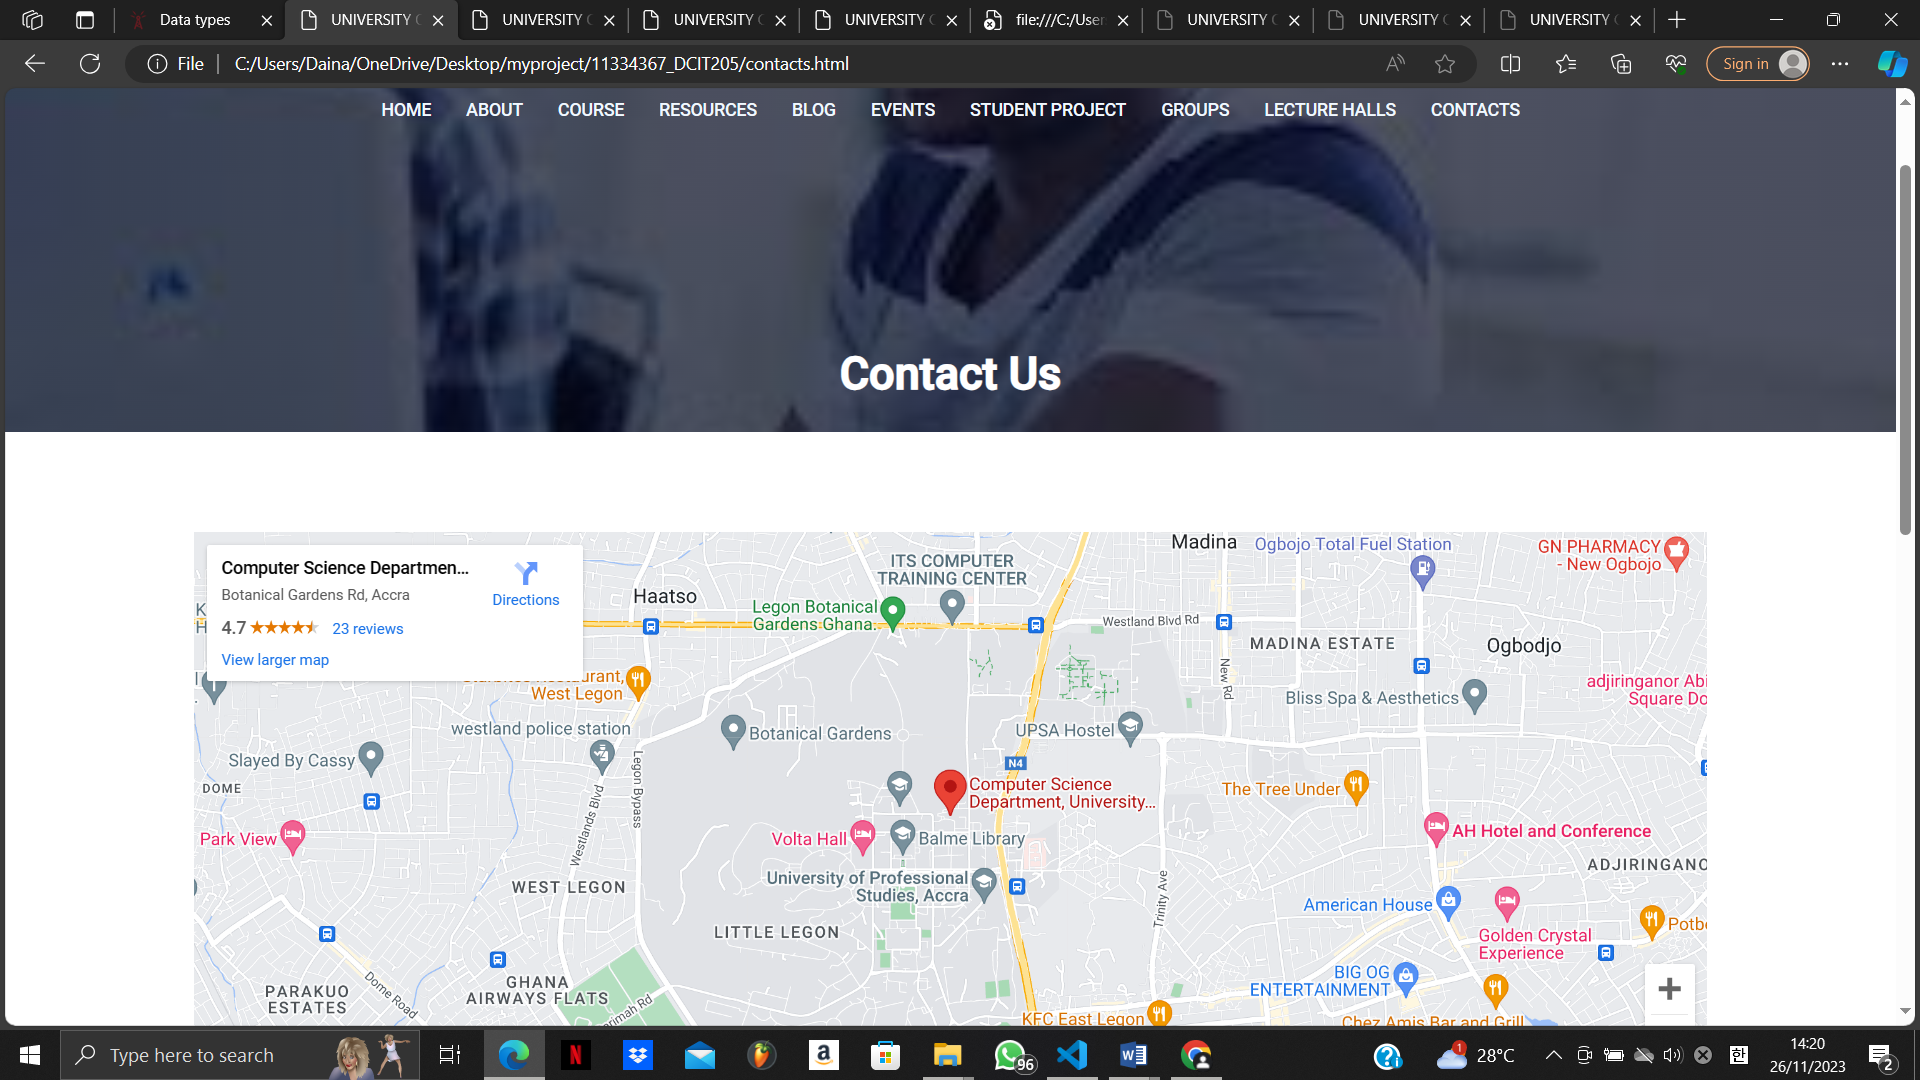 Data types
UNIVERSITY
UNIVERSITY
UNIVERSITY
UNIVERSITY
file:///C:/User
UNIVERSITY
UNIVERSITY
UNIVERSITY
File
C:/Users/Daina/OneDrive/Desktop/myproject/11334367_DCIT205/contacts.html
Sign in
HOME ABOUT COURSE RESOURCES BLOG EVENTS STUDENT PROJECT GROUPS LECTURE HALLS CONTACTS
Contact Us
Computer Science Departmen...
Botanical Gardens Rd, Accra
4.7
23 reviews
View larger map
Directions
Haatso
ITS COMPUTER
TRAINING CENTER
Legon Botanical
Gardens Ghana.
Madina
Ogbojo Total Fuel Station
GN PHARMACY
- New Ogbojo
Westland Blvd Rd
MADINA ESTATE
Ogbodjo
New Rd
West Legon
westland police station
Botanical Gardens
UPSA Hostel
Bliss Spa & Aesthetics
adjiringanor Abi
Square Do
Slayed By Cassy
DOME
Legon Bypass
N4
Computer Science
Department, University...
The Tree Under
Park View
Westlands Blvd
Volta Hall
Balme Library
AH Hotel and Conference
ADJIRINGANO
WEST LEGON
University of Professional
Studies, Accra
Trinity Ave
American House
LITTLE LEGON
Golden Crystal
Experience
Potbe
PARAKUO
ESTATES
Dome Road
GHANA
AIRWAYS FLATS
arimah Rd
BIG OG
ENTERTAINMENT
KFC East Legon
Chez Amis Bar and Grill
Type here to search
96
1
28°C
한
14:20
26/11/2023
2